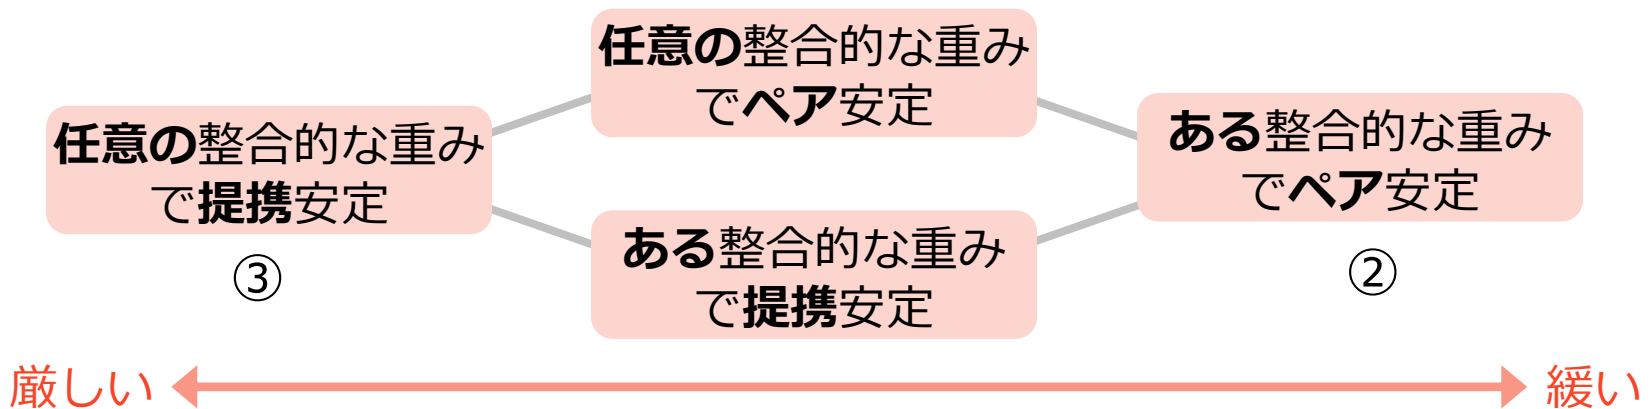 任意の整合的な重み
でペア安定
任意の整合的な重み
で提携安定
③
ある整合的な重み
で提携安定
ある整合的な重み
でペア安定
②
厳しい
緩い